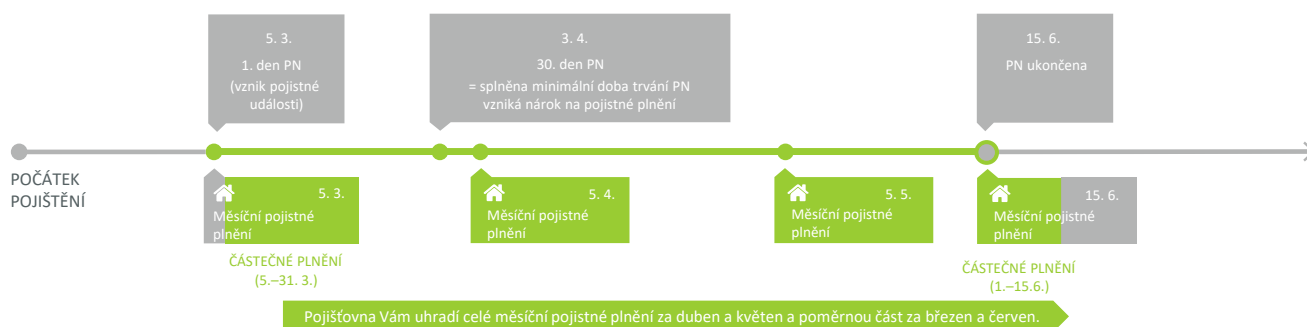 5. 3.
1. den PN
(vznik pojistné
události)
3. 4.
30. den PN
= splněna minimální doba trvání PN
vzniká nárok na pojistné plnění
15. 6.
PN ukončena
POČÁTEK
POJIŠTĚNÍ
5. 3.
Měsíční pojistné
plnění
5. 4.
Měsíční pojistné
plnění
5. 5.
Měsíční pojistné
plnění
15. 6.
Měsíční pojistné
plnění
ČÁSTEČNÉ PLNĚNÍ
(5.–31. 3.)
ČÁSTEČNÉ PLNĚNÍ
(1.–15.6.)
Pojišťovna Vám uhradí celé měsíční pojistné plnění za duben a květen a poměrnou část za březen a červen.